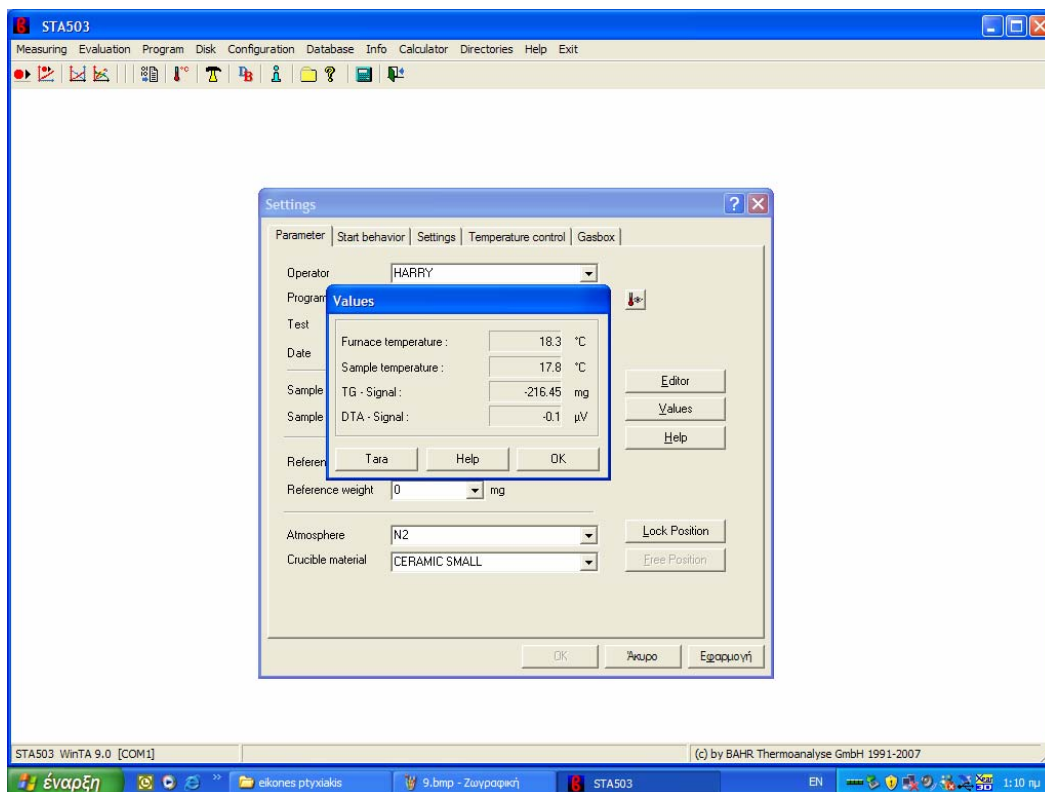 STA503
Measuring Evaluation Program Disk Configuration Database Info Calculator Directories Help Exit
Settings
Parameter Start behavior Settings Temperature control Gasbox
Operator HARRY
Program
Test
Date
Values
Furnace temperature : 18.3 °C
Sample temperature : 17.8 °C
TG - Signal : -216.45 mg
DTA - Signal : -0.1 µV
Tara Help OK
Sample
Sample
Referen
Reference weight 0 mg
Editor
Values
Help
Atmosphere N2
Crucible material CERAMIC SMALL
Lock Position
Free Position
OK Άκυρο Εφαρμογή
STA503 WinTA 9.0 [COM1] (c) by BAHR Thermoanalyse GmbH 1991-2007
έναρξη » eikones ptyxiakis 9.bmp - Ζωγραφική STA503 EN 1:10 πμ